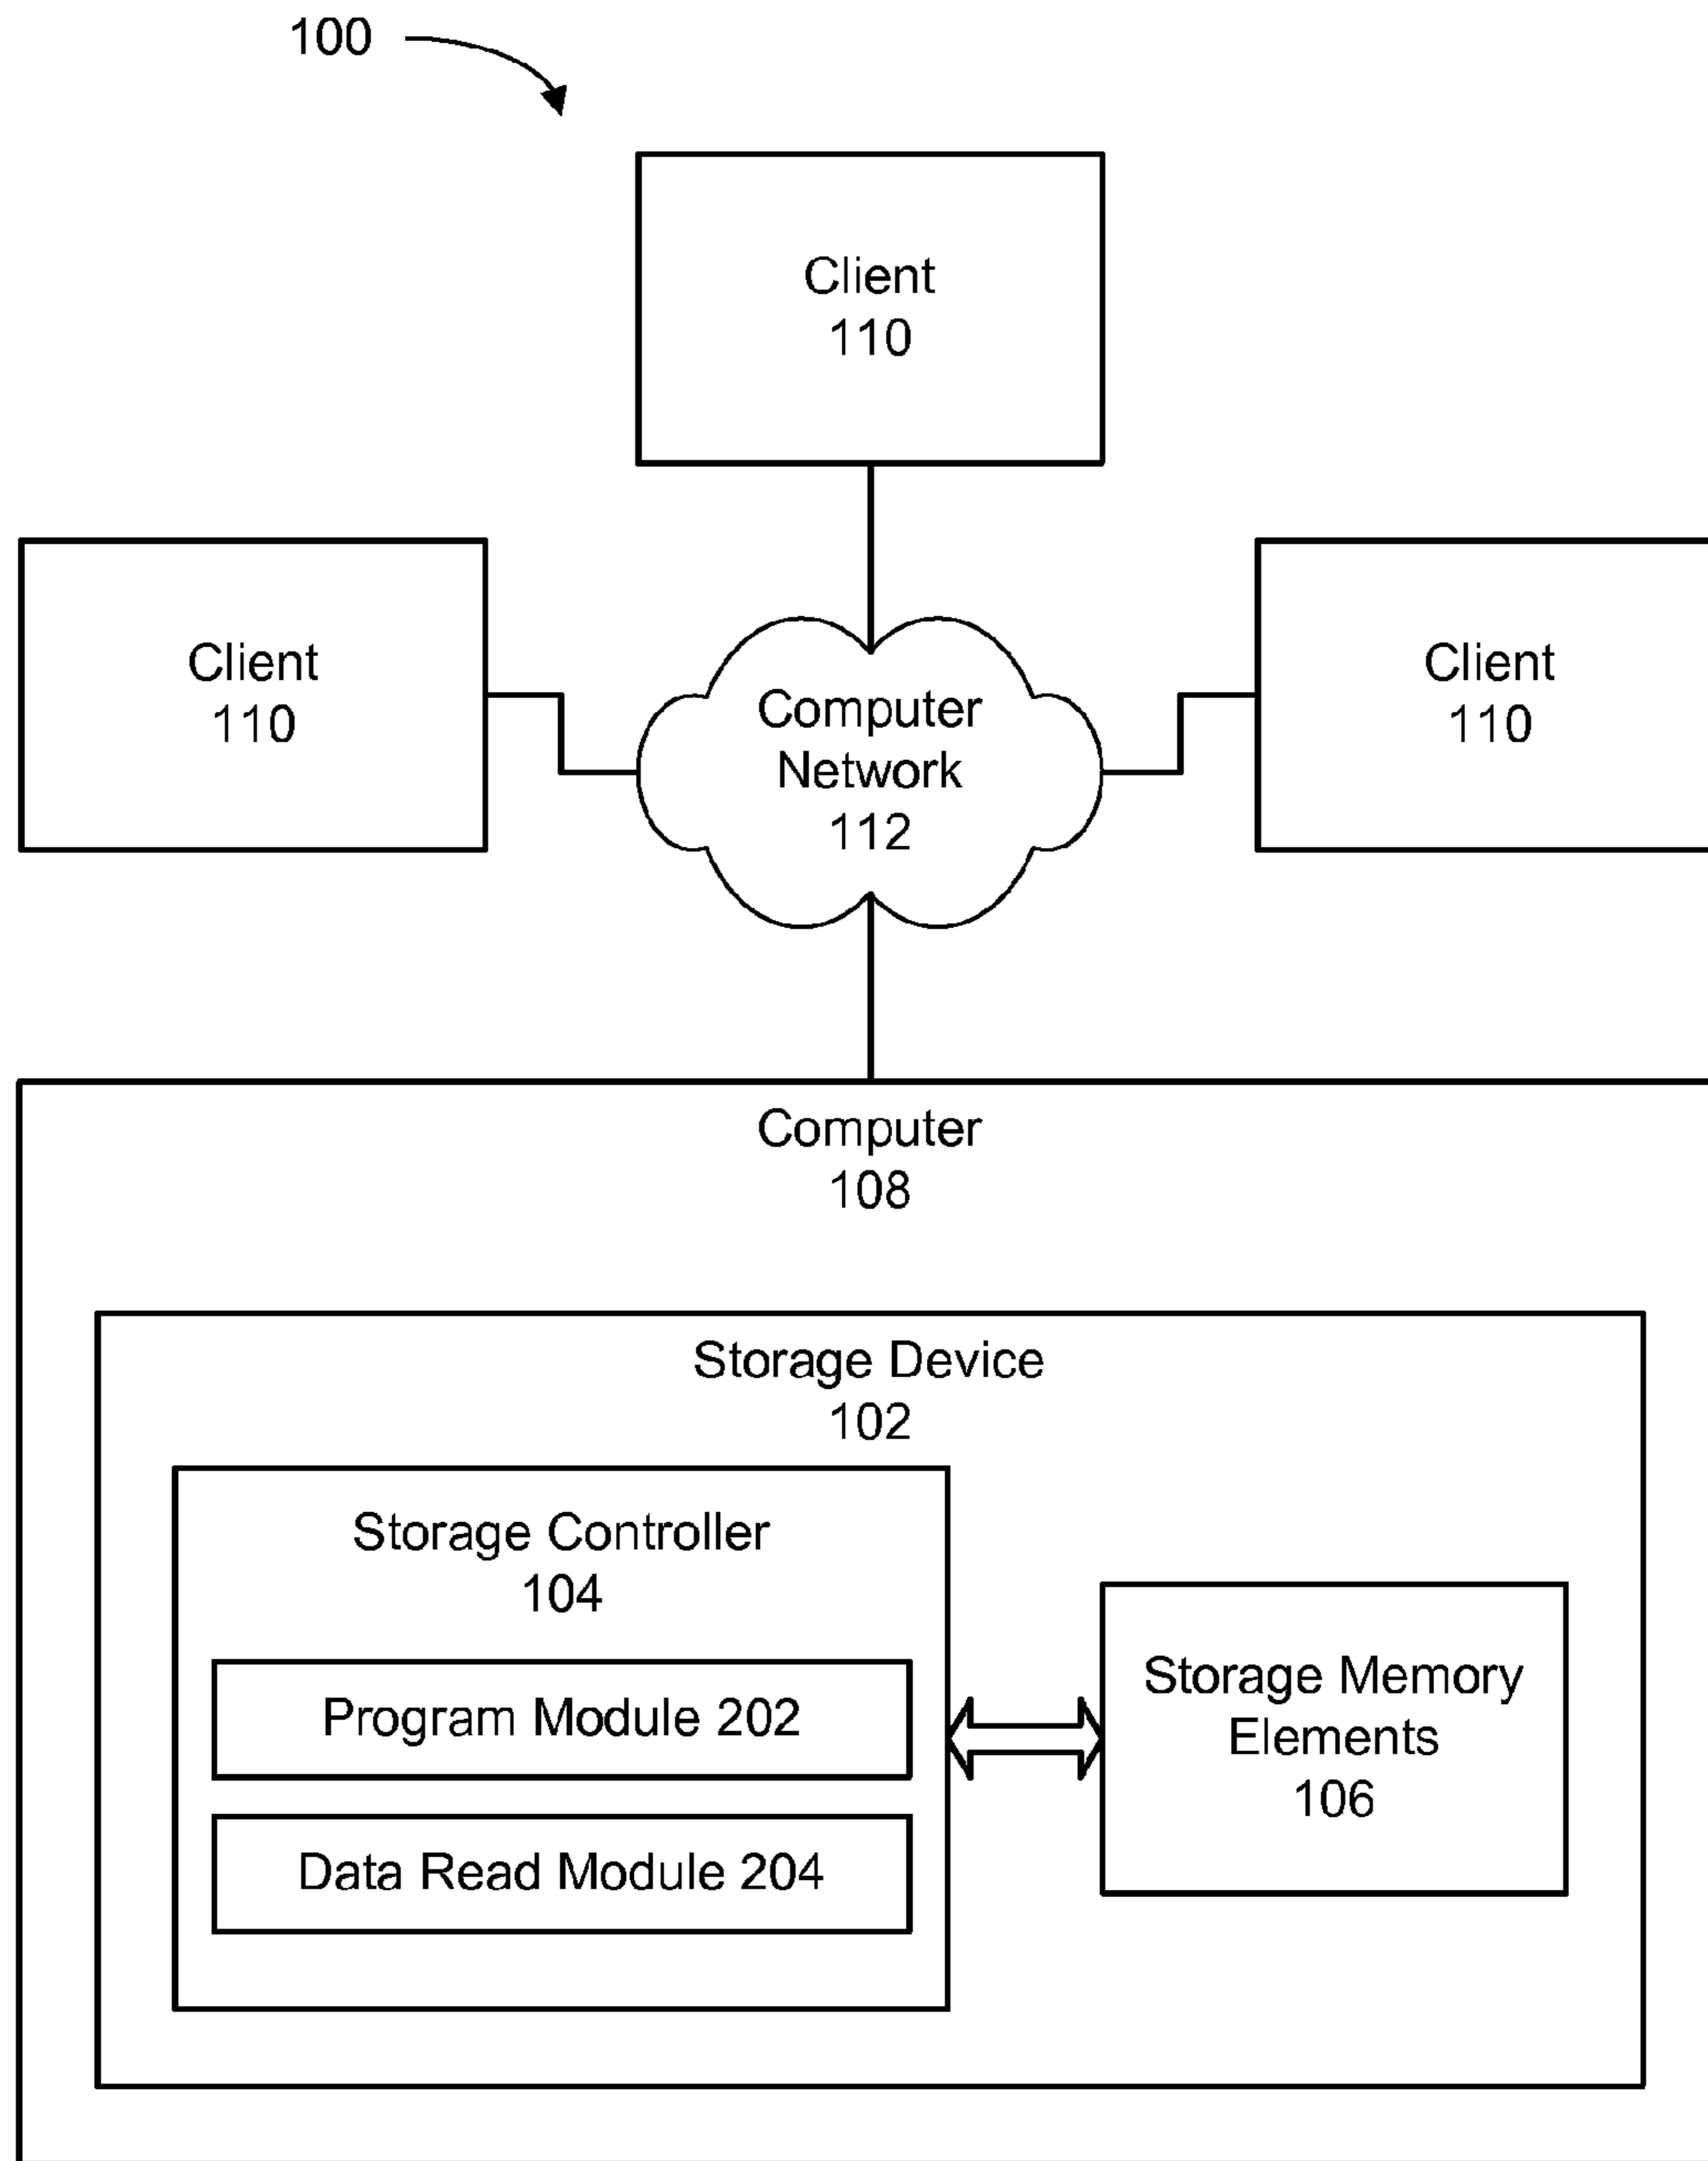 100
Client
110
Client
110
Client
110
Computer
Network
112
Computer
108
Storage Device
102
Storage Controller
104
Program Module 202
Data Read Module 204
Storage Memory
Elements
106